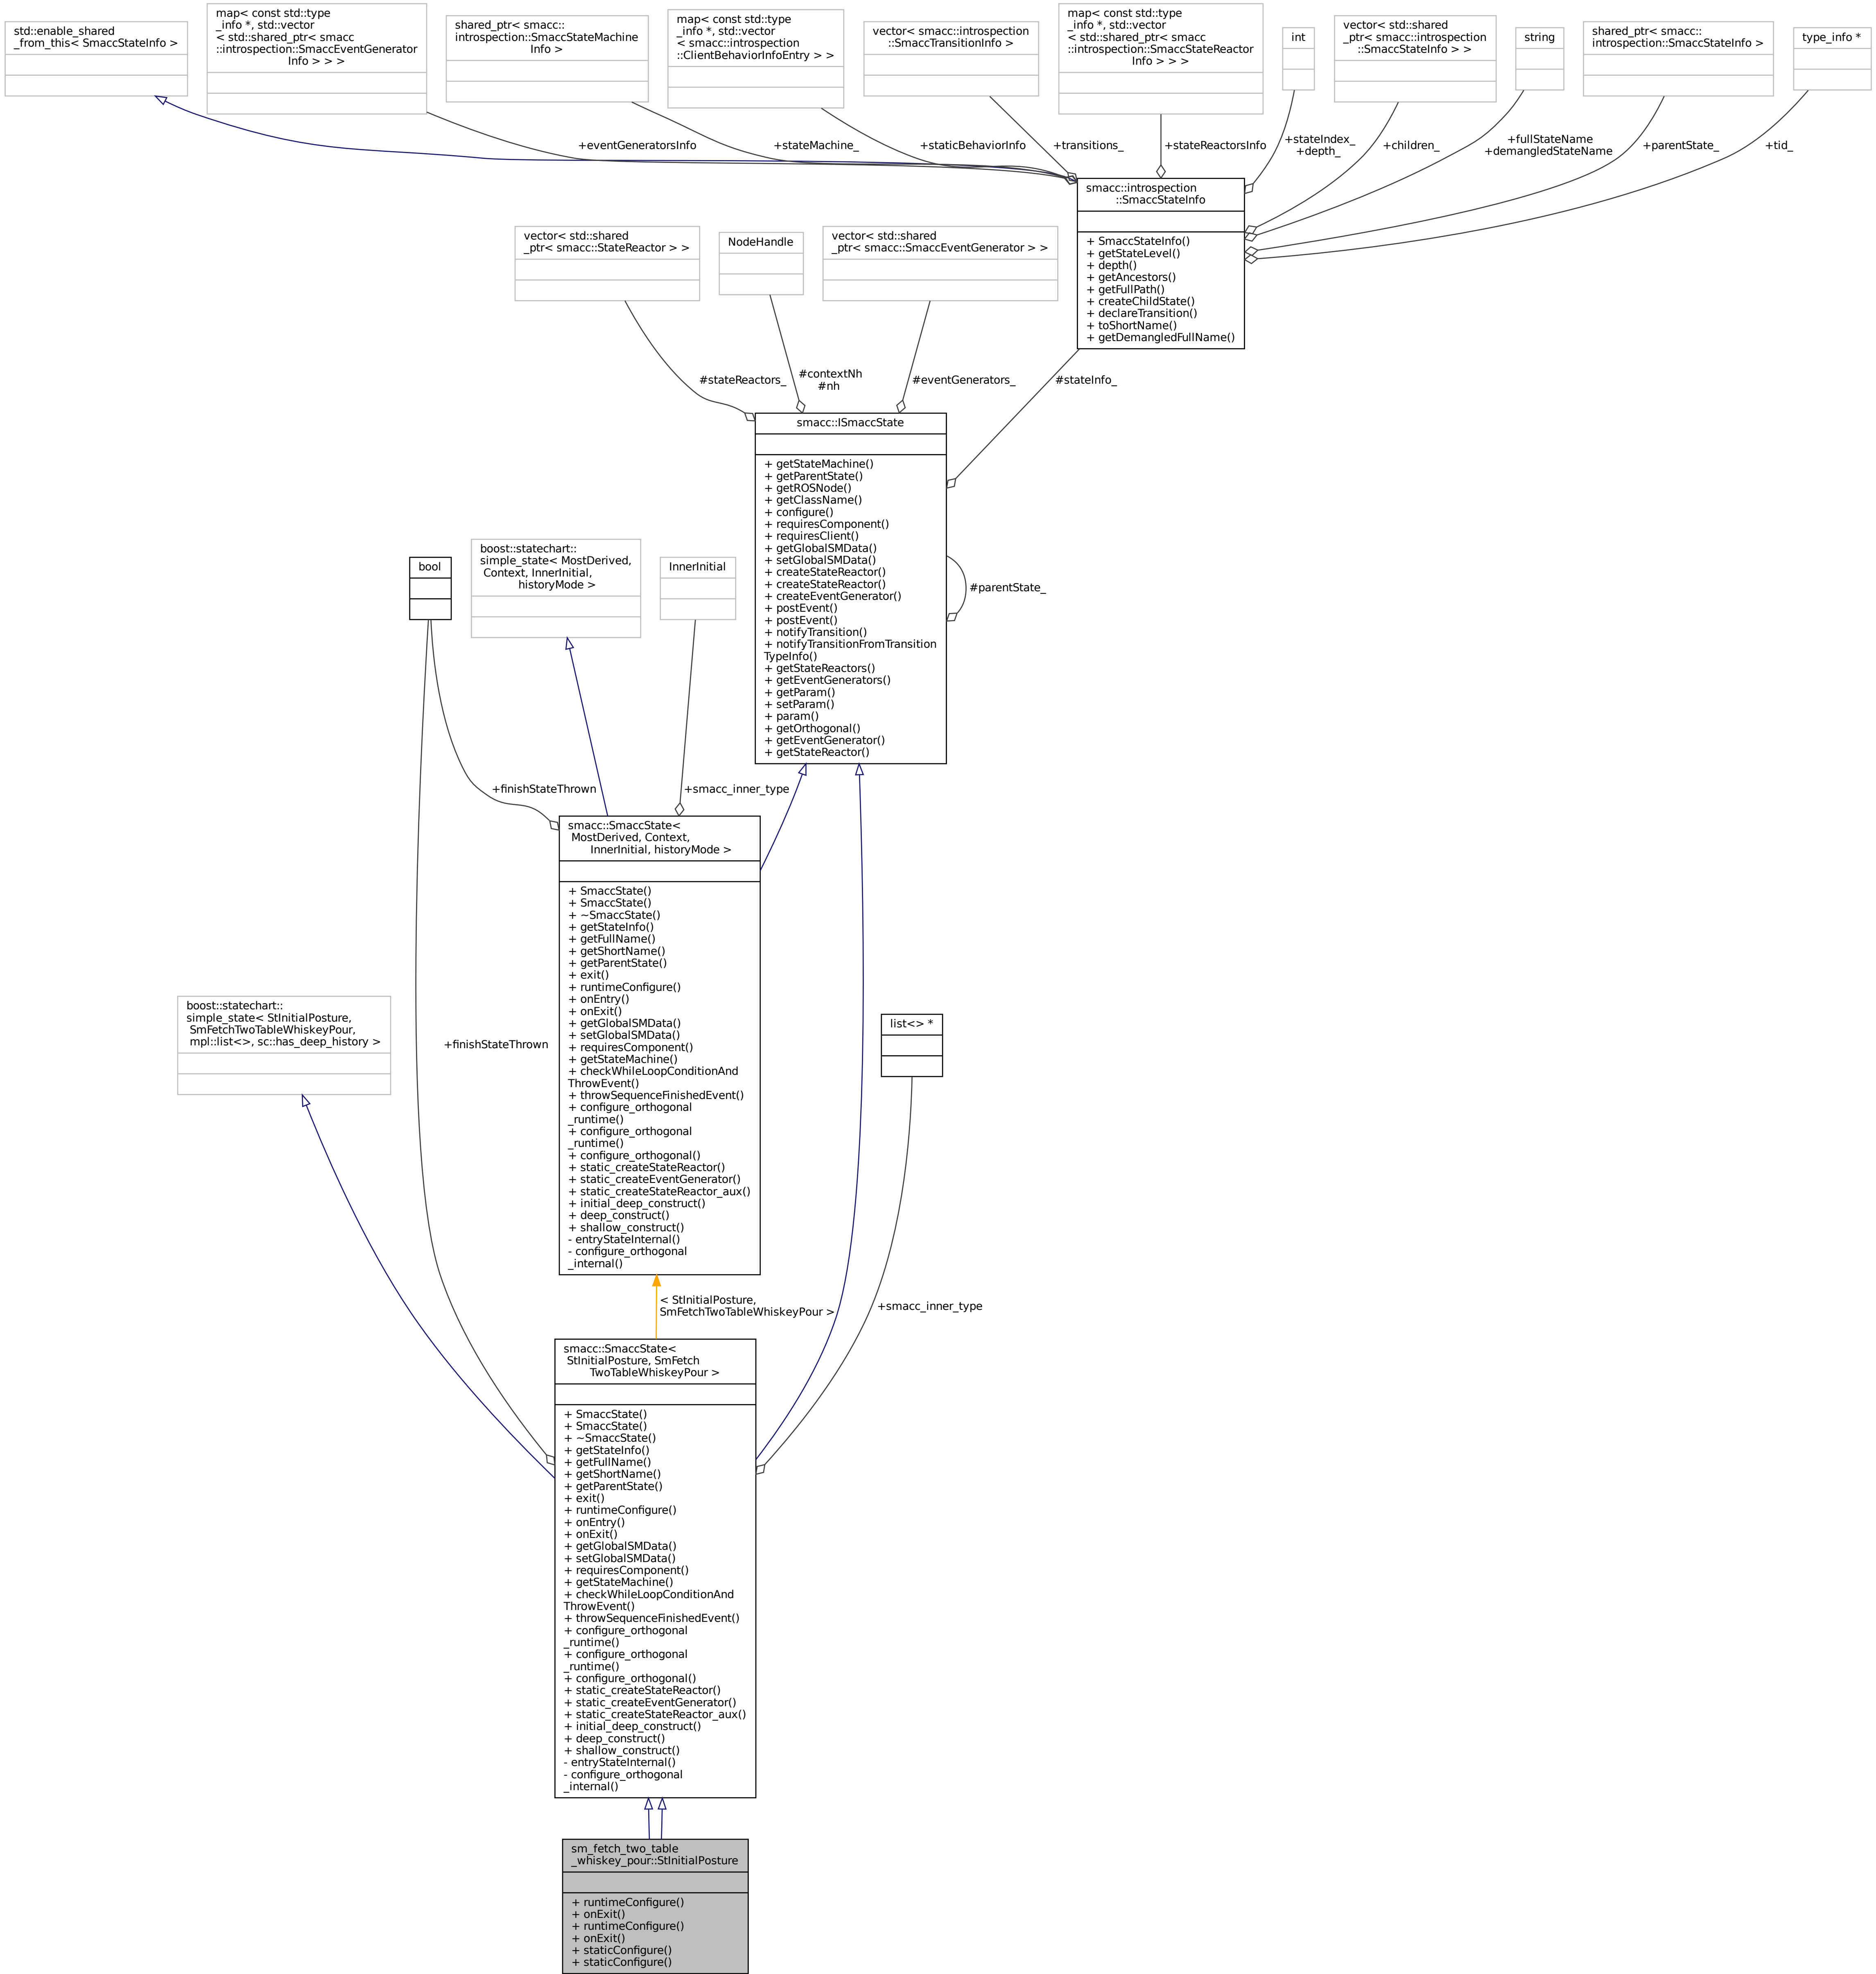 std::enable_shared
_from_this< SmaccStateInfo >
map< const std::type
_info *, std::vector
< std::shared_ptr< smacc
::introspection::SmaccEventGenerator
Info > > >
shared_ptr< smacc::
introspection::SmaccStateMachine
Info >
map< const std::type
_info *, std::vector
< smacc::introspection
::ClientBehaviorInfoEntry > >
vector< smacc::introspection
::SmaccTransitionInfo >
map< const std::type
_info *, std::vector
< std::shared_ptr< smacc
::introspection::SmaccStateReactor
Info > > >
int
vector< std::shared
_ptr< smacc::introspection
::SmaccStateInfo > >
string
shared_ptr< smacc::
introspection::SmaccStateInfo >
type_info *
+eventGeneratorsInfo
+stateMachine_
+staticBehaviorInfo
+transitions_
+stateReactorsInfo
+stateIndex_
+depth_
+children_
+fullStateName
+demangledStateName
+parentState_
+tid_
smacc::introspection
::SmaccStateInfo
+ SmaccStateInfo()
+ getStateLevel()
+ depth()
+ getAncestors()
+ getFullPath()
+ createChildState()
+ declareTransition()
+ toShortName()
+ getDemangledFullName()
vector< std::shared
_ptr< smacc::StateReactor > >
NodeHandle
vector< std::shared
_ptr< smacc::SmaccEventGenerator > >
#stateReactors_
#contextNh
#nh
#eventGenerators_
#stateInfo_
smacc::ISmaccState
+ getStateMachine()
+ getParentState()
+ getROSNode()
+ getClassName()
+ configure()
+ requiresComponent()
+ requiresClient()
+ getGlobalSMData()
+ setGlobalSMData()
+ createStateReactor()
+ createStateReactor()
+ createEventGenerator()
+ postEvent()
+ postEvent()
+ notifyTransition()
+ notifyTransitionFromTransition
TypeInfo()
+ getStateReactors()
+ getEventGenerators()
+ getParam()
+ setParam()
+ param()
+ getOrthogonal()
+ getEventGenerator()
+ getStateReactor()
#parentState_
bool
boost::statechart::
simple_state< MostDerived,
Context, InnerInitial,
historyMode >
InnerInitial
+finishStateThrown
+smacc_inner_type
smacc::SmaccState<
MostDerived, Context,
InnerInitial, historyMode >
+ SmaccState()
+ SmaccState()
+ ~SmaccState()
+ getStateInfo()
+ getFullName()
+ getShortName()
+ getParentState()
+ exit()
+ runtimeConfigure()
+ onEntry()
+ onExit()
+ getGlobalSMData()
+ setGlobalSMData()
+ requiresComponent()
+ getStateMachine()
+ checkWhileLoopConditionAnd
ThrowEvent()
+ throwSequenceFinishedEvent()
+ configure_orthogonal
_runtime()
+ configure_orthogonal
_runtime()
+ configure_orthogonal()
+ static_createStateReactor()
+ static_createEventGenerator()
+ static_createStateReactor_aux()
+ initial_deep_construct()
+ deep_construct()
+ shallow_construct()
- entryStateInternal()
- configure_orthogonal
_internal()
boost::statechart::
simple_state< StInitialPosture,
SmFetchTwoTableWhiskeyPour,
mpl::list<>, sc::has_deep_history >
+finishStateThrown
list<> *
< StInitialPosture,
SmFetchTwoTableWhiskeyPour >
+smacc_inner_type
smacc::SmaccState<
StInitialPosture, SmFetch
TwoTableWhiskeyPour >
+ SmaccState()
+ SmaccState()
+ ~SmaccState()
+ getStateInfo()
+ getFullName()
+ getShortName()
+ getParentState()
+ exit()
+ runtimeConfigure()
+ onEntry()
+ onExit()
+ getGlobalSMData()
+ setGlobalSMData()
+ requiresComponent()
+ getStateMachine()
+ checkWhileLoopConditionAnd
ThrowEvent()
+ throwSequenceFinishedEvent()
+ configure_orthogonal
_runtime()
+ configure_orthogonal
_runtime()
+ configure_orthogonal()
+ static_createStateReactor()
+ static_createEventGenerator()
+ static_createStateReactor_aux()
+ initial_deep_construct()
+ deep_construct()
+ shallow_construct()
- entryStateInternal()
- configure_orthogonal
_internal()
sm_fetch_two_table
_whiskey_pour::StInitialPosture
+ runtimeConfigure()
+ onExit()
+ runtimeConfigure()
+ onExit()
+ staticConfigure()
+ staticConfigure()